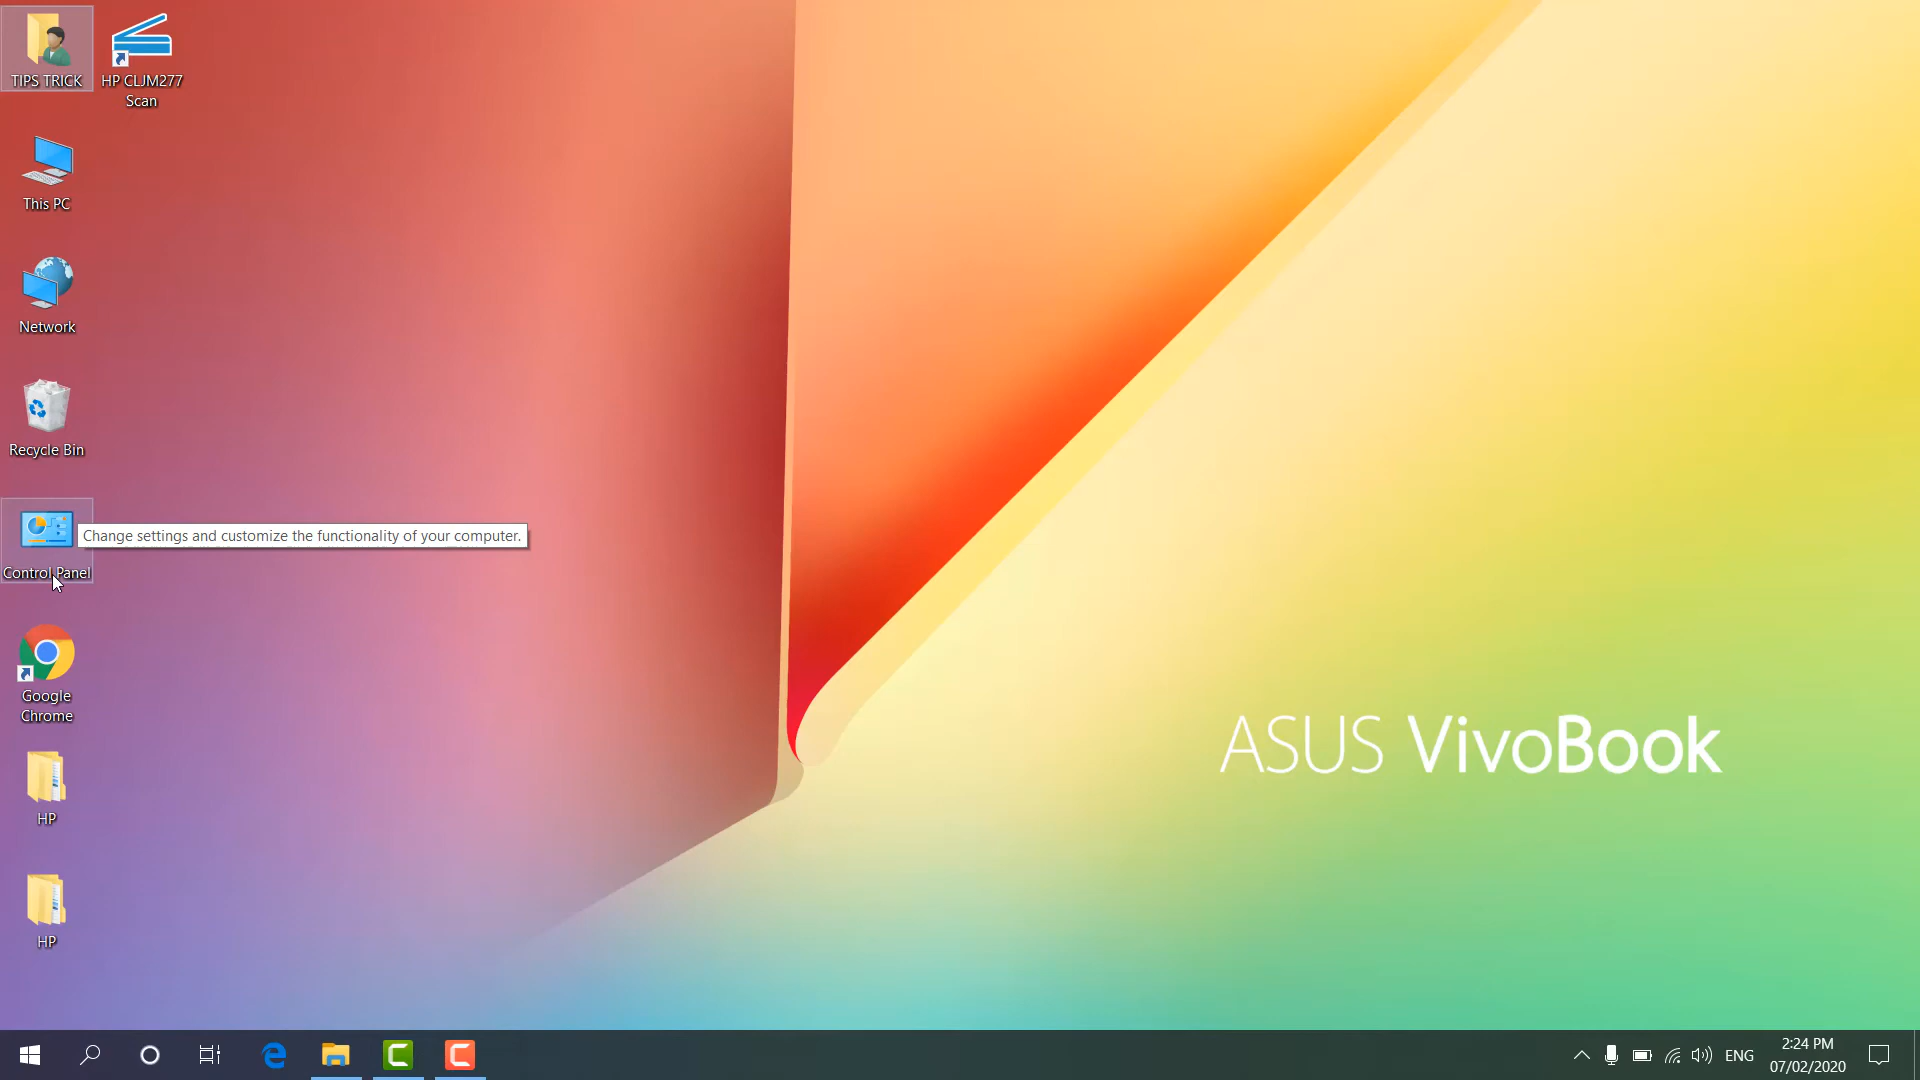 TIPS TRICK
HP CLJM277
Scan
This PC
Network
Recycle Bin
Change settings and customize the functionality of your computer.
Control Panel
Google
Chrome
ASUS VivoBook
HP
HP
ENG
2:24 PM
07/02/2020